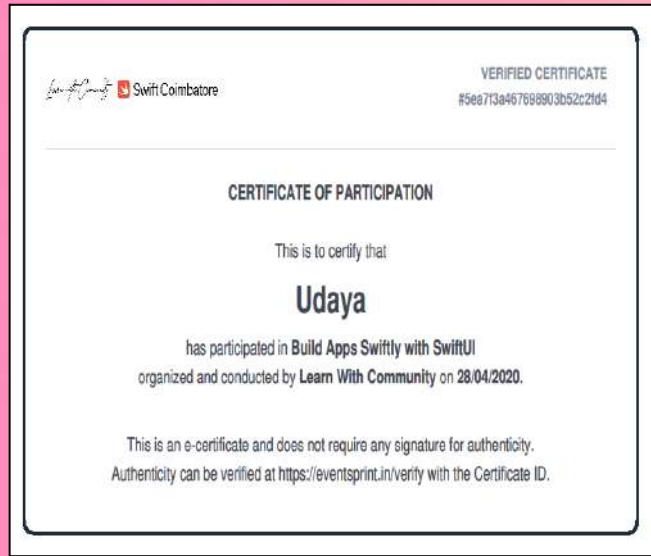 Learn with Community Swift Coimbatore
VERIFIED CERTIFICATE
#5ea7f3a467698903b52c2fd4
CERTIFICATE OF PARTICIPATION
This is to certify that
Udaya
has participated in Build Apps Swiftly with SwiftUI
organized and conducted by Learn With Community on 28/04/2020.
This is an e-certificate and does not require any signature for authenticity.
Authenticity can be verified at https://eventsprint.in/verify with the Certificate ID.